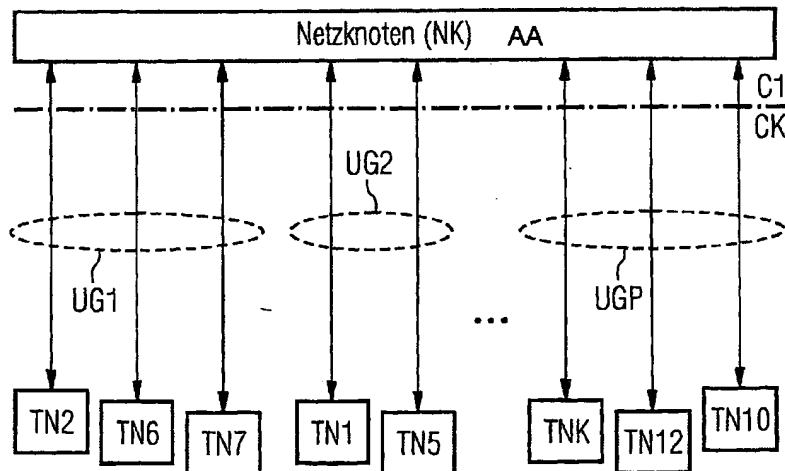 Netzknoten (NK) AA
C1
CK
UG2
UG1
UGP
...
TN2
TN6
TN7
TN1
TN5
TNK
TN12
TN10